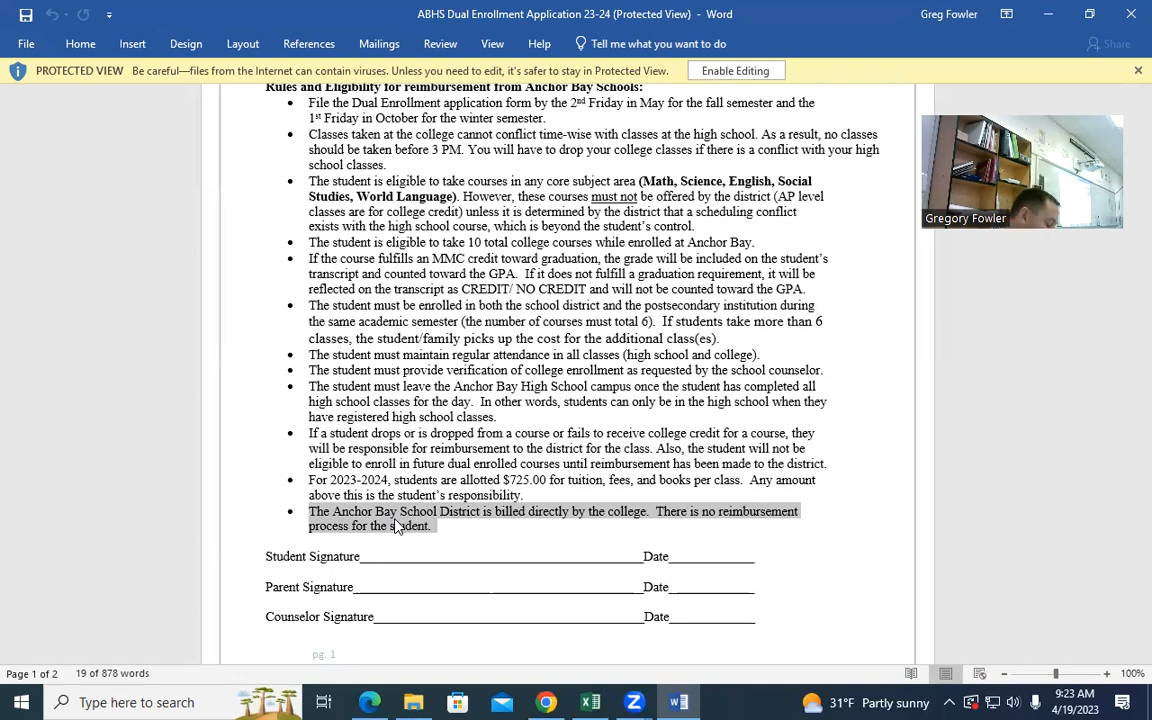 ABHS Dual Enrollment Application 23-24 (Protected View) - Word
Greg Fowler
File Home Insert Design Layout References Mailings Review View Help Tell me what you want to do Share
PROTECTED VIEW Be careful—files from the Internet can contain viruses. Unless you need to edit, it's safer to stay in Protected View. Enable Editing
Rules and Eligibility for reimbursement from Anchor Bay Schools:
• File the Dual Enrollment application form by the 2nd Friday in May for the fall semester and the
1st Friday in October for the winter semester.
• Classes taken at the college cannot conflict time-wise with classes at the high school. As a result, no classes
should be taken before 3 PM. You will have to drop your college classes if there is a conflict with your high
school classes.
• The student is eligible to take courses in any core subject area (Math, Science, English, Social
Studies, World Language). However, these courses must not be offered by the district (AP level
classes are for college credit) unless it is determined by the district that a scheduling conflict
exists with the high school course, which is beyond the student's control.
• The student is eligible to take 10 total college courses while enrolled at Anchor Bay.
• If the course fulfills an MMC credit toward graduation, the grade will be included on the student's
transcript and counted toward the GPA. If it does not fulfill a graduation requirement, it will be
reflected on the transcript as CREDIT/ NO CREDIT and will not be counted toward the GPA.
• The student must be enrolled in both the school district and the postsecondary institution during
the same academic semester (the number of courses must total 6). If students take more than 6
classes, the student/family picks up the cost for the additional class(es).
• The student must maintain regular attendance in all classes (high school and college).
• The student must provide verification of college enrollment as requested by the school counselor.
• The student must leave the Anchor Bay High School campus once the student has completed all
high school classes for the day. In other words, students can only be in the high school when they
have registered high school classes.
• If a student drops or is dropped from a course or fails to receive college credit for a course, they
will be responsible for reimbursement to the district for the class. Also, the student will not be
eligible to enroll in future dual enrolled courses until reimbursement has been made to the district.
• For 2023-2024, students are allotted $725.00 for tuition, fees, and books per class. Any amount
above this is the student's responsibility.
• The Anchor Bay School District is billed directly by the college. There is no reimbursement
process for the student.
Student Signature Date
Parent Signature Date
Counselor Signature Date
pg. 1
Gregory Fowler
Page 1 of 2 19 of 878 words 100%
Type here to search
31°F Partly sunny
9:23 AM
4/19/2023